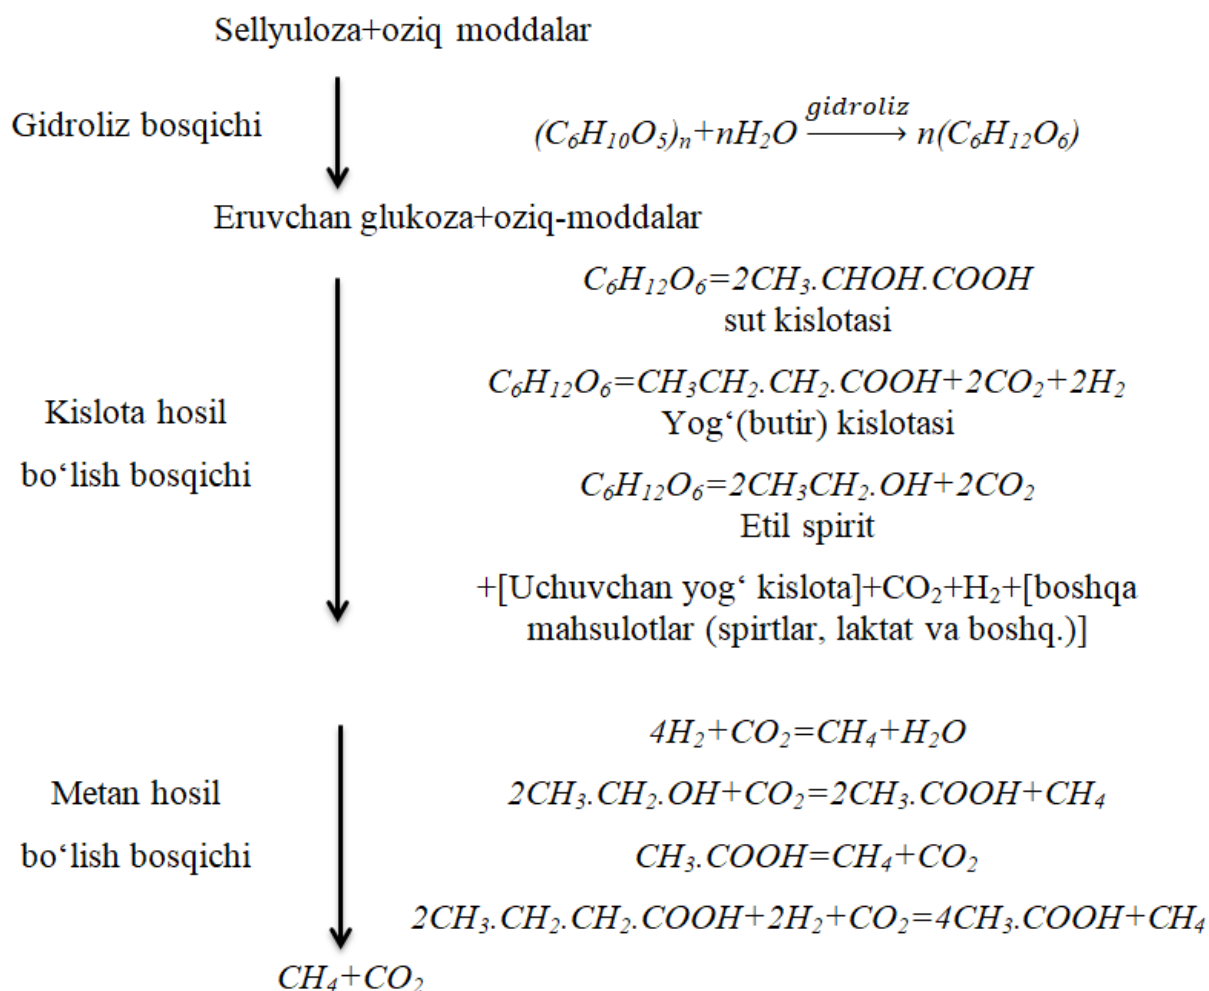 Sellyuloza+oziq moddalar
Gidroliz bosqichi
gidroliz
(C₆H₁₀O₅)ₙ+nH₂O ⟶ n(C₆H₁₂O₆)
Eruvchan glukoza+oziq-moddalar
C₆H₁₂O₆=2CH₃.CHOH.COOH
sut kislotasi
C₆H₁₂O₆=CH₃CH₂.CH₂.COOH+2CO₂+2H₂
Yog‘(butir) kislotasi
Kislota hosil
bo‘lish bosqichi
C₆H₁₂O₆=2CH₃CH₂.OH+2CO₂
Etil spirit
+[Uchuvchan yog‘ kislota]+CO₂+H₂+[boshqa
mahsulotlar (spirtlar, laktat va boshq.)]
4H₂+CO₂=CH₄+H₂O
Metan hosil
bo‘lish bosqichi
2CH₃.CH₂.OH+CO₂=2CH₃.COOH+CH₄
CH₃.COOH=CH₄+CO₂
2CH₃.CH₂.CH₂.COOH+2H₂+CO₂=4CH₃.COOH+CH₄
CH₄+CO₂